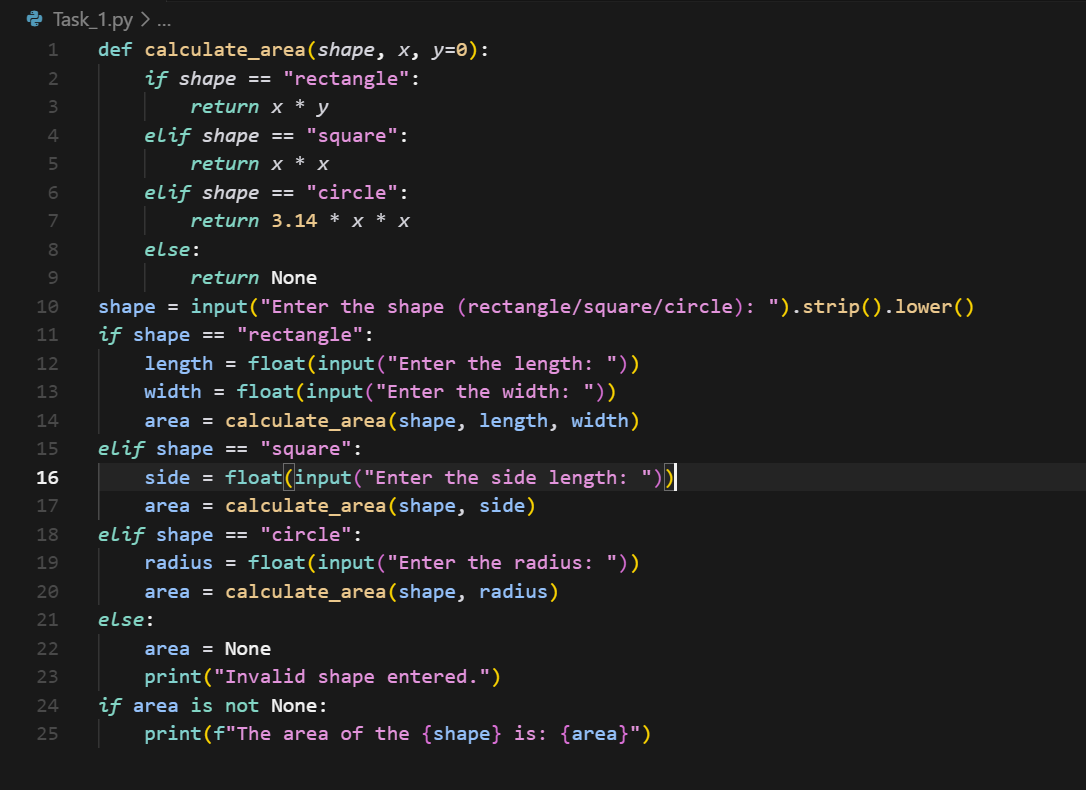 Task_1.py > ...
1 def calculate_area(shape, x, y=0):
2     if shape == "rectangle":
3         return x * y
4     elif shape == "square":
5         return x * x
6     elif shape == "circle":
7         return 3.14 * x * x
8     else:
9         return None
10 shape = input("Enter the shape (rectangle/square/circle): ").strip().lower()
11 if shape == "rectangle":
12     length = float(input("Enter the length: "))
13     width = float(input("Enter the width: "))
14     area = calculate_area(shape, length, width)
15 elif shape == "square":
16     side = float(input("Enter the side length: "))
17     area = calculate_area(shape, side)
18 elif shape == "circle":
19     radius = float(input("Enter the radius: "))
20     area = calculate_area(shape, radius)
21 else:
22     area = None
23     print("Invalid shape entered.")
24 if area is not None:
25     print(f"The area of the {shape} is: {area}")